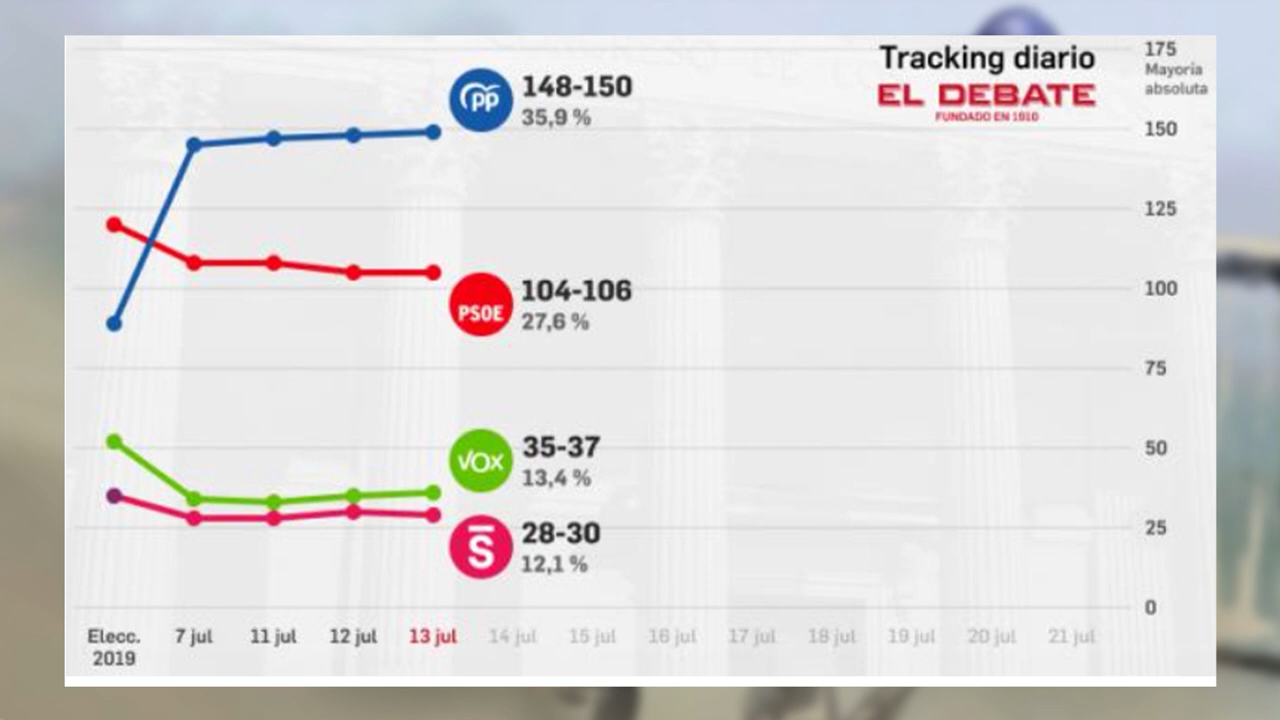 Tracking diario
EL DEBATE
FUNDADO EN 1910
175
Mayoría
absoluta
150
125
100
75
50
25
0
pp
148-150
35,9 %
PSOE
104-106
27,6 %
VOX
35-37
13,4 %
S
28-30
12,1 %
Elecc.
2019
7 jul
11 jul
12 jul
13 jul
14 jul
15 jul
16 jul
17 jul
18 jul
19 jul
20 jul
21 jul